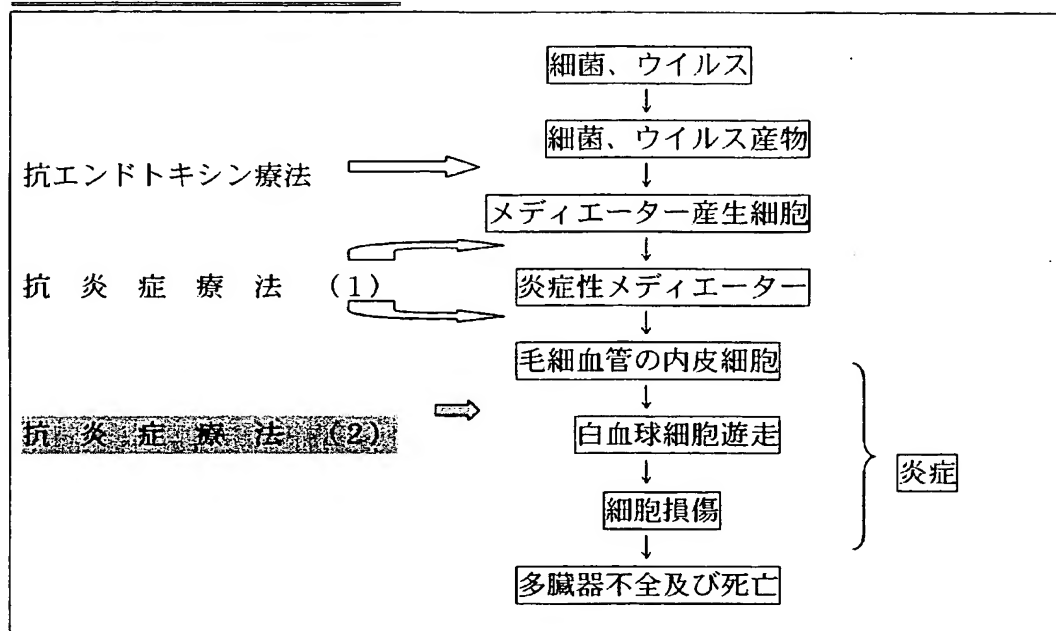 細菌、ウイルス
↓
細菌、ウイルス産物
抗エンドトキシン療法
↓
メディエーター産生細胞
↓
抗炎症療法（1）
炎症性メディエーター
↓
毛細血管の内皮細胞
↓
抗炎症療法（2）
白血球細胞遊走
炎症
↓
細胞損傷
↓
多臓器不全及び死亡